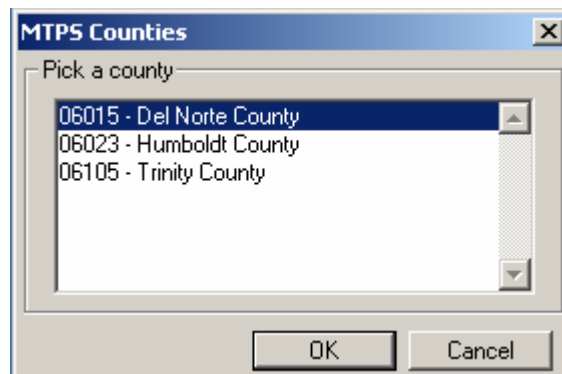 MTPS Counties
Pick a county
06015 - Del Norte County
06023 - Humboldt County
06105 - Trinity County
OK
Cancel